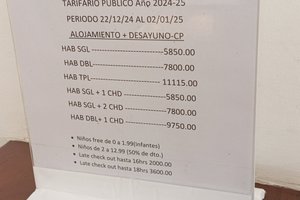 TARIFARIO PUBLICO Año 2024-25
PERIODO 22/12/24 AL 02/01/25
ALOJAMIENTO + DESAYUNO-CP
HAB SGL -------------------5850.00
HAB DBL-------------------7800.00
HAB TPL------------------11115.00
HAB SGL + 1 CHD ----------5850.00
HAB SGL + 2 CHD ----------7800.00
HAB DBL+ 1 CHD------------9750.00
• Niños free de 0 a 1.99(Infantes)
• Niños de 2 a 12.99 (50% de dto.)
• Late check out hasta 16hrs 2000.00
• Late check out hasta 18hrs 3600.00